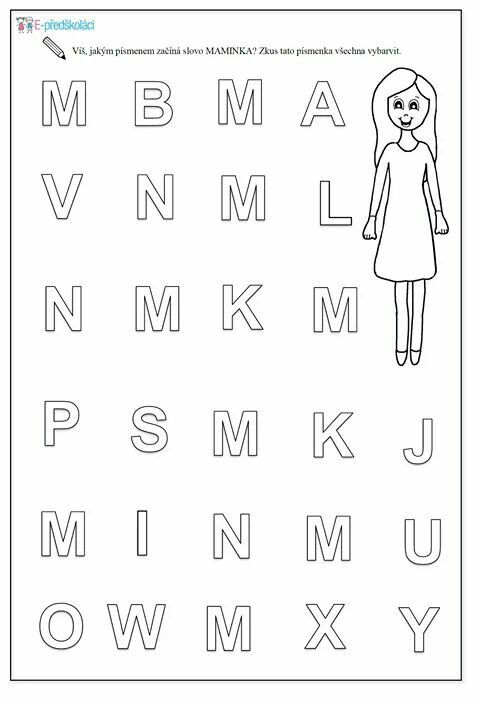 E-předškoláci
Víš, jakým písmenem začíná slovo MAMINKA? Zkus tato písmenka všechna vybarvit.
M B M A
V N M L
N M K M
P S M K J
M I N M U
O W M X Y